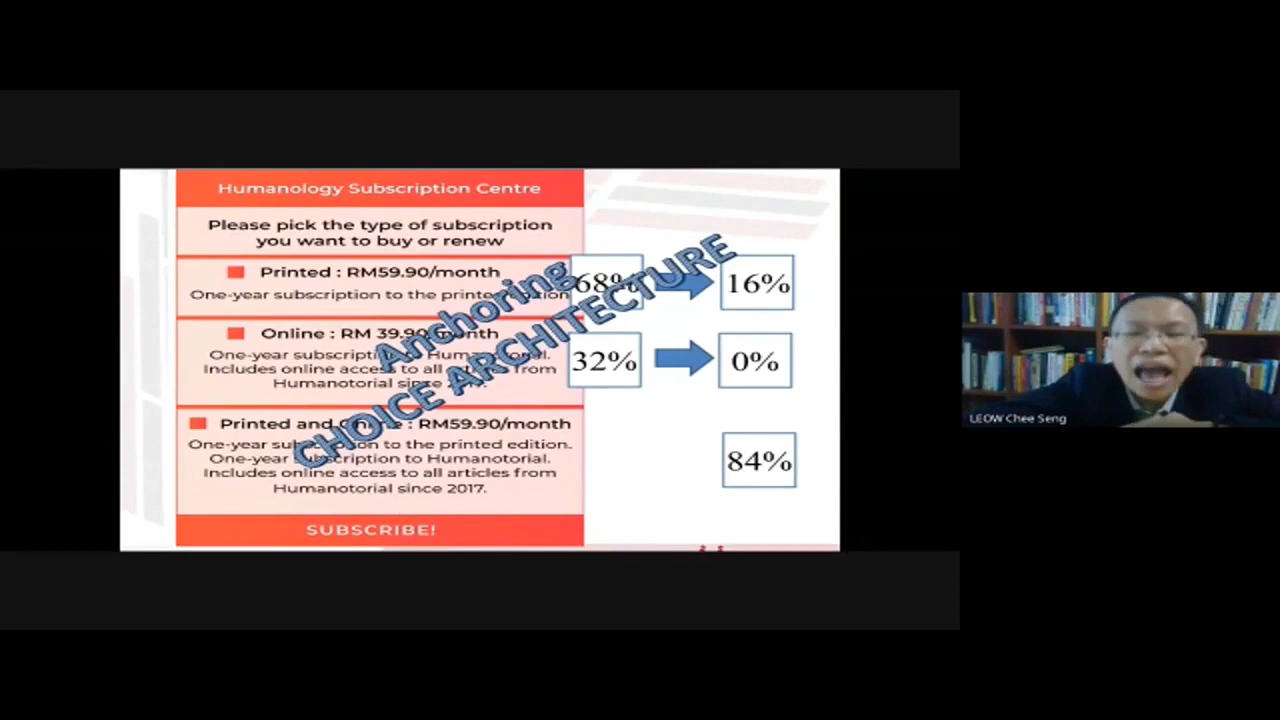 Humanology Subscription Centre
Please pick the type of subscription
you want to buy or renew
Printed : RM59.90/month
One-year subscription to the printed edition
68%
16%
Online : RM 39.90/month
One-year subscription to Humanotorial.
Includes online access to all articles from
Humanotorial since 2017.
32%
0%
Printed and Online : RM59.90/month
One-year subscription to the printed edition.
One-year subscription to Humanotorial.
Includes online access to all articles from
Humanotorial since 2017.
84%
SUBSCRIBE!
Anchoring
CHOICE ARCHITECTURE
LEOW Chee Seng